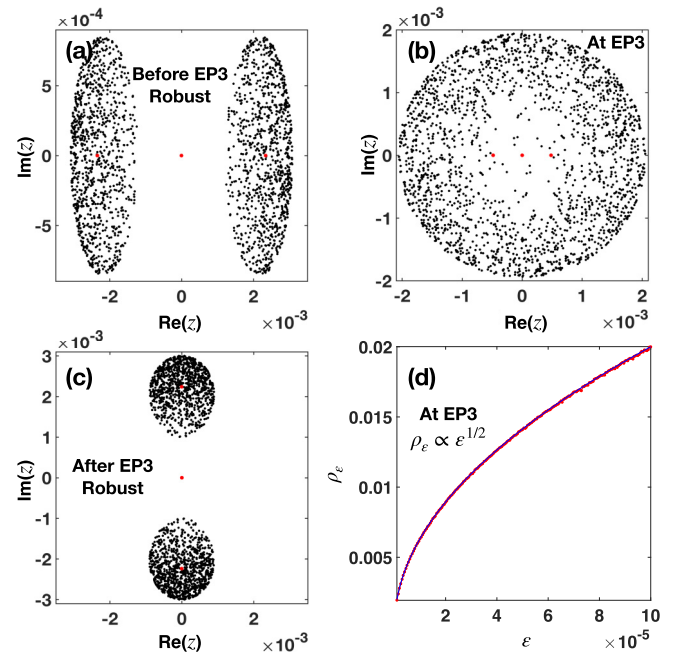 ×10⁻⁴
(a)
Before EP3
Robust
5
0
-5
Im(z)
-2
0
2
Re(z)
×10⁻³
×10⁻³
(b)
At EP3
2
1
0
-1
-2
Im(z)
-2
-1
0
1
2
Re(z)
×10⁻³
×10⁻³
(c)
After EP3
Robust
3
2
1
0
-1
-2
-3
Im(z)
-2
0
2
Re(z)
×10⁻³
(d)
At EP3
ρ_ε ∝ ε^{1/2}
0.02
0.015
0.01
0.005
ρ_ε
2
4
6
8
10
ε
×10⁻⁵